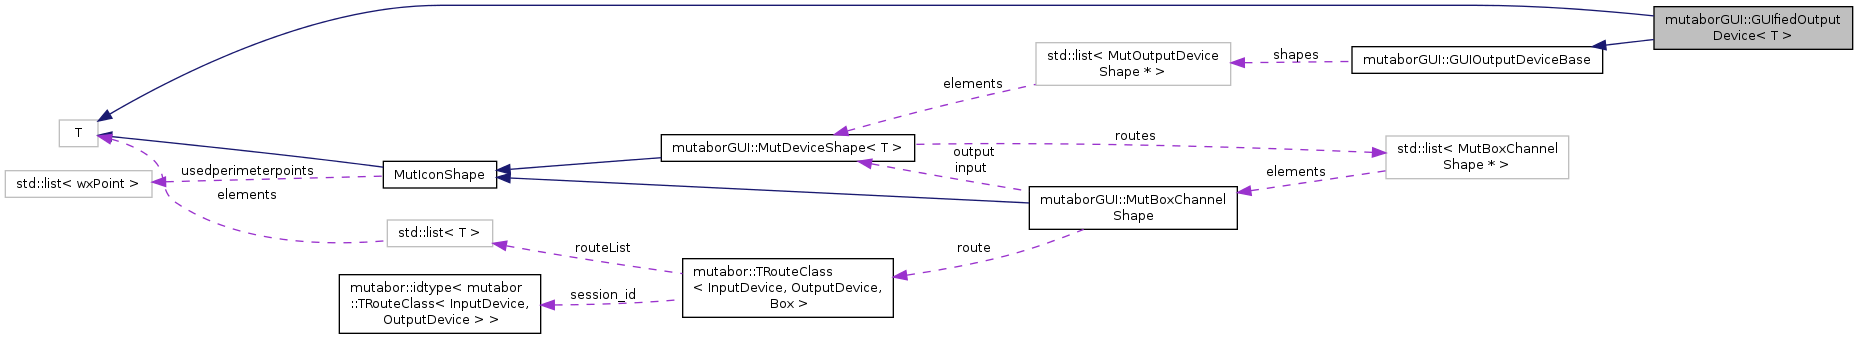 mutaborGUI::GUIfiedOutput
Device< T >
std::list< MutOutputDevice
Shape * >
shapes
mutaborGUI::GUIOutputDeviceBase
elements
T
mutaborGUI::MutDeviceShape< T >
routes
std::list< MutBoxChannel
Shape * >
output
input
elements
std::list< wxPoint >
usedperimeterpoints
MutIconShape
elements
mutaborGUI::MutBoxChannel
Shape
std::list< T >
routeList
route
mutabor::TRouteClass
< InputDevice, OutputDevice,
Box >
mutabor::idtype< mutabor
::TRouteClass< InputDevice,
OutputDevice > >
session_id